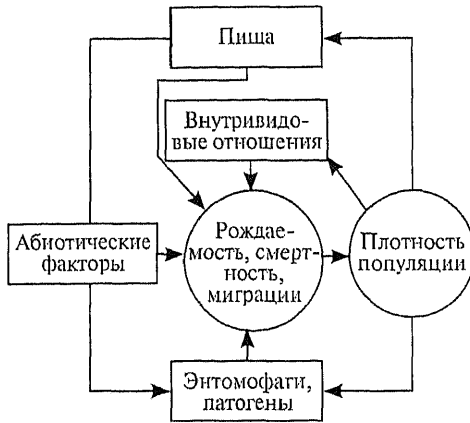 Пища
Внутривидо-
вые отношения
Абиотические
факторы
Рождае-
мость, смерт-
ность,
миграции
Плотность
популяции
Энтомофаги,
патогены